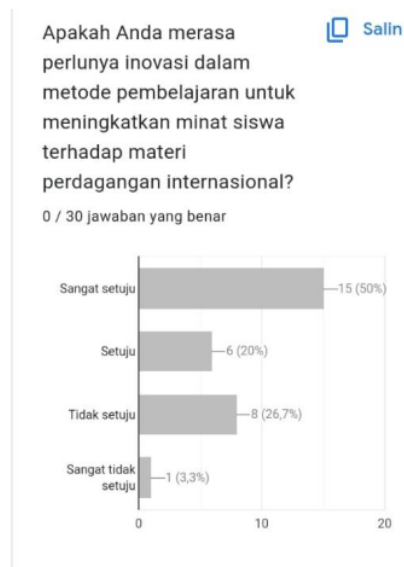 Apakah Anda merasa
perlunya inovasi dalam
metode pembelajaran untuk
meningkatkan minat siswa
terhadap materi
perdagangan internasional?
Salin
0 / 30 jawaban yang benar
Sangat setuju
15 (50%)
Setuju
6 (20%)
Tidak setuju
8 (26,7%)
Sangat tidak
setuju
1 (3,3%)
0
10
20